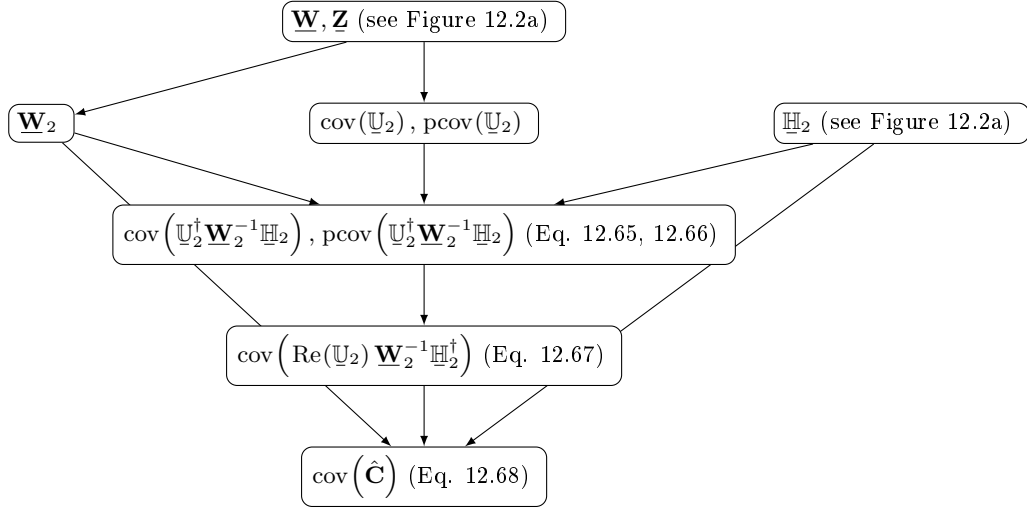 W, Z (see Figure 12.2a)
W₂
cov(𝕌₂) , pcov(𝕌₂)
ℍ₂ (see Figure 12.2a)
cov(𝕌₂†W₂⁻¹ℍ₂) , pcov(𝕌₂†W₂⁻¹ℍ₂) (Eq. 12.65, 12.66)
cov(Re(𝕌₂) W₂⁻¹ℍ₂†) (Eq. 12.67)
cov(Ĉ) (Eq. 12.68)